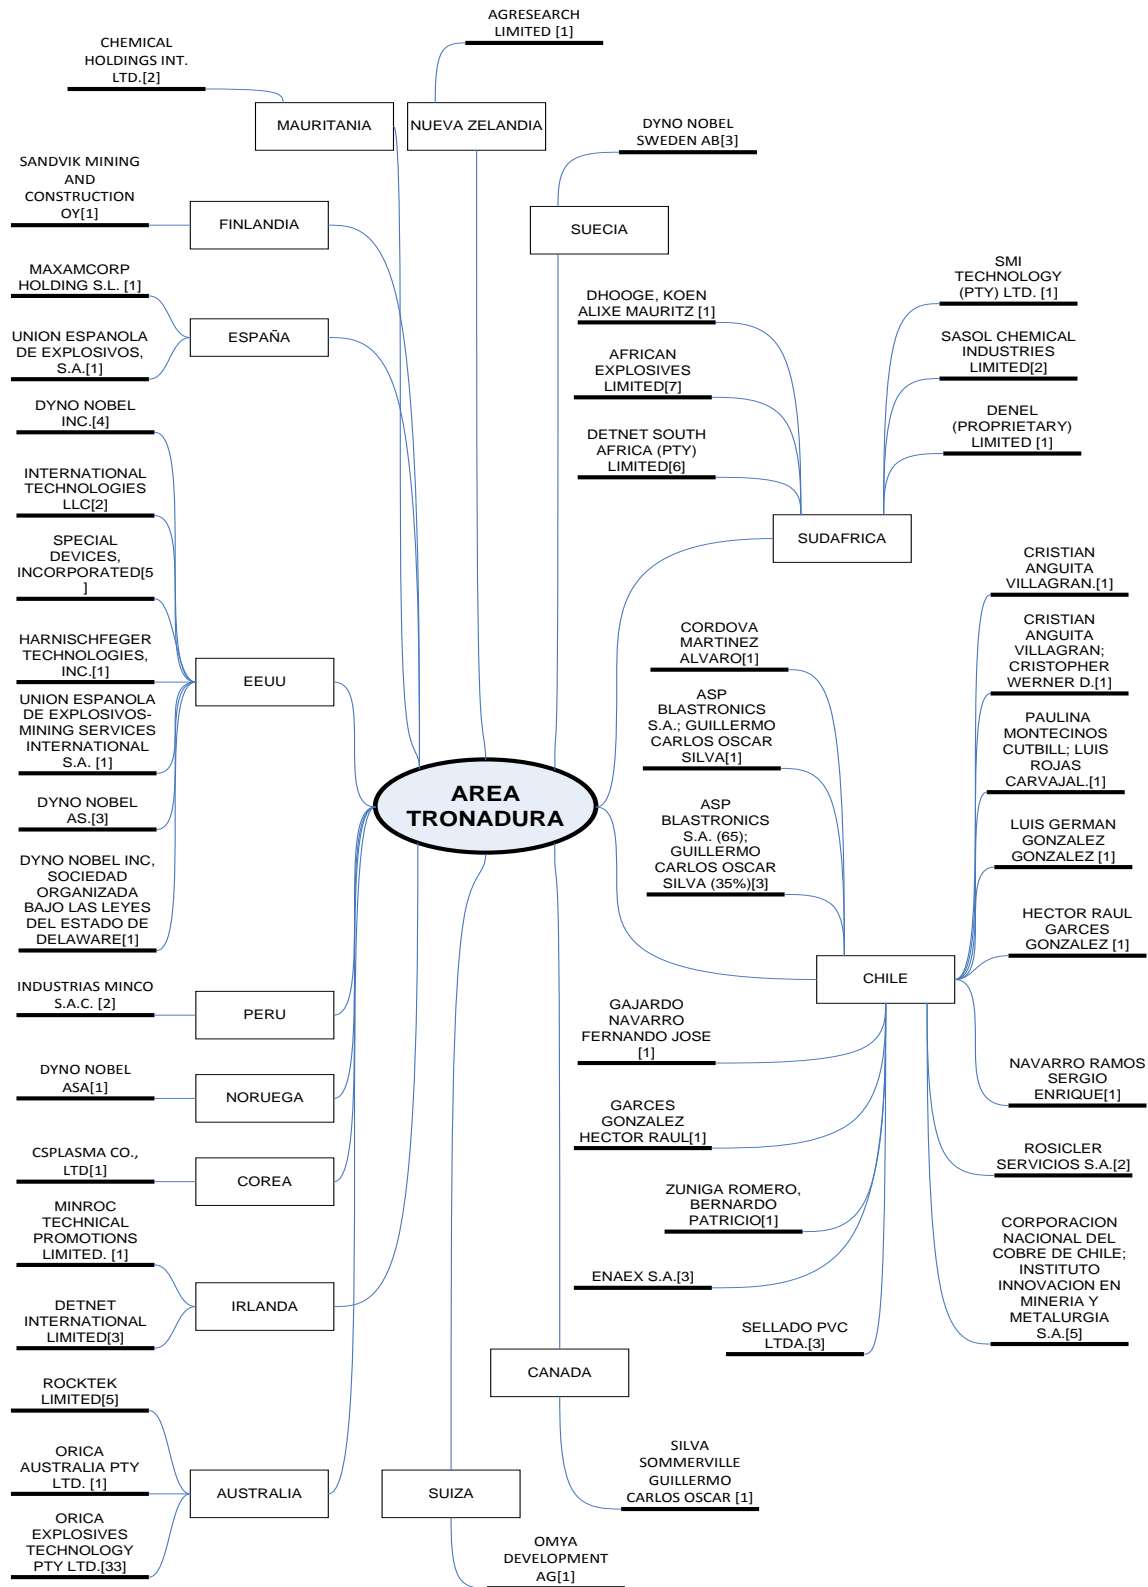 AGRESEARCH
LIMITED [1]
CHEMICAL
HOLDINGS INT.
LTD.[2]
MAURITANIA
NUEVA ZELANDIA
DYNO NOBEL
SWEDEN AB[3]
SANDVIK MINING
AND
CONSTRUCTION
OY[1]
FINLANDIA
SUECIA
MAXAMCORP
HOLDING S.L. [1]
UNION ESPANOLA
DE EXPLOSIVOS,
S.A.[1]
ESPAÑA
DHOOGE, KOEN
ALIXE MAURITZ [1]
AFRICAN
EXPLOSIVES
LIMITED[7]
DETNET SOUTH
AFRICA (PTY)
LIMITED[6]
SMI
TECHNOLOGY
(PTY) LTD. [1]
SASOL CHEMICAL
INDUSTRIES
LIMITED[2]
DENEL
(PROPRIETARY)
LIMITED [1]
SUDAFRICA
DYNO NOBEL
INC.[4]
INTERNATIONAL
TECHNOLOGIES
LLC[2]
SPECIAL
DEVICES,
INCORPORATED[5
]
HARNISCHFEGER
TECHNOLOGIES,
INC.[1]
UNION ESPANOLA
DE EXPLOSIVOS-
MINING SERVICES
INTERNATIONAL
S.A. [1]
DYNO NOBEL
AS.[3]
DYNO NOBEL INC,
SOCIEDAD
ORGANIZADA
BAJO LAS LEYES
DEL ESTADO DE
DELAWARE[1]
EEUU
AREA
TRONADURA
CORDOVA
MARTINEZ
ALVARO[1]
ASP
BLASTRONICS
S.A.; GUILLERMO
CARLOS OSCAR
SILVA[1]
ASP
BLASTRONICS
S.A. (65);
GUILLERMO
CARLOS OSCAR
SILVA (35%)[3]
CRISTIAN
ANGUITA
VILLAGRAN.[1]
CRISTIAN
ANGUITA
VILLAGRAN;
CRISTOPHER
WERNER D.[1]
PAULINA
MONTECINOS
CUTBILL; LUIS
ROJAS
CARVAJAL.[1]
LUIS GERMAN
GONZALEZ
GONZALEZ [1]
HECTOR RAUL
GARCES
GONZALEZ [1]
CHILE
INDUSTRIAS MINCO
S.A.C. [2]
PERU
DYNO NOBEL
ASA[1]
NORUEGA
CSPLASMA CO.,
LTD[1]
COREA
GAJARDO
NAVARRO
FERNANDO JOSE
[1]
GARCES
GONZALEZ
HECTOR RAUL[1]
ZUNIGA ROMERO,
BERNARDO
PATRICIO[1]
ENAEX S.A.[3]
SELLADO PVC
LTDA.[3]
NAVARRO RAMOS
SERGIO
ENRIQUE[1]
ROSICLER
SERVICIOS S.A.[2]
CORPORACION
NACIONAL DEL
COBRE DE CHILE;
INSTITUTO
INNOVACION EN
MINERIA Y
METALURGIA
S.A.[5]
MINROC
TECHNICAL
PROMOTIONS
LIMITED. [1]
DETNET
INTERNATIONAL
LIMITED[3]
IRLANDA
ROCKTEK
LIMITED[5]
ORICA
AUSTRALIA PTY
LTD. [1]
ORICA
EXPLOSIVES
TECHNOLOGY
PTY LTD.[33]
AUSTRALIA
SUIZA
OMYA
DEVELOPMENT
AG[1]
CANADA
SILVA
SOMMERVILLE
GUILLERMO
CARLOS OSCAR [1]